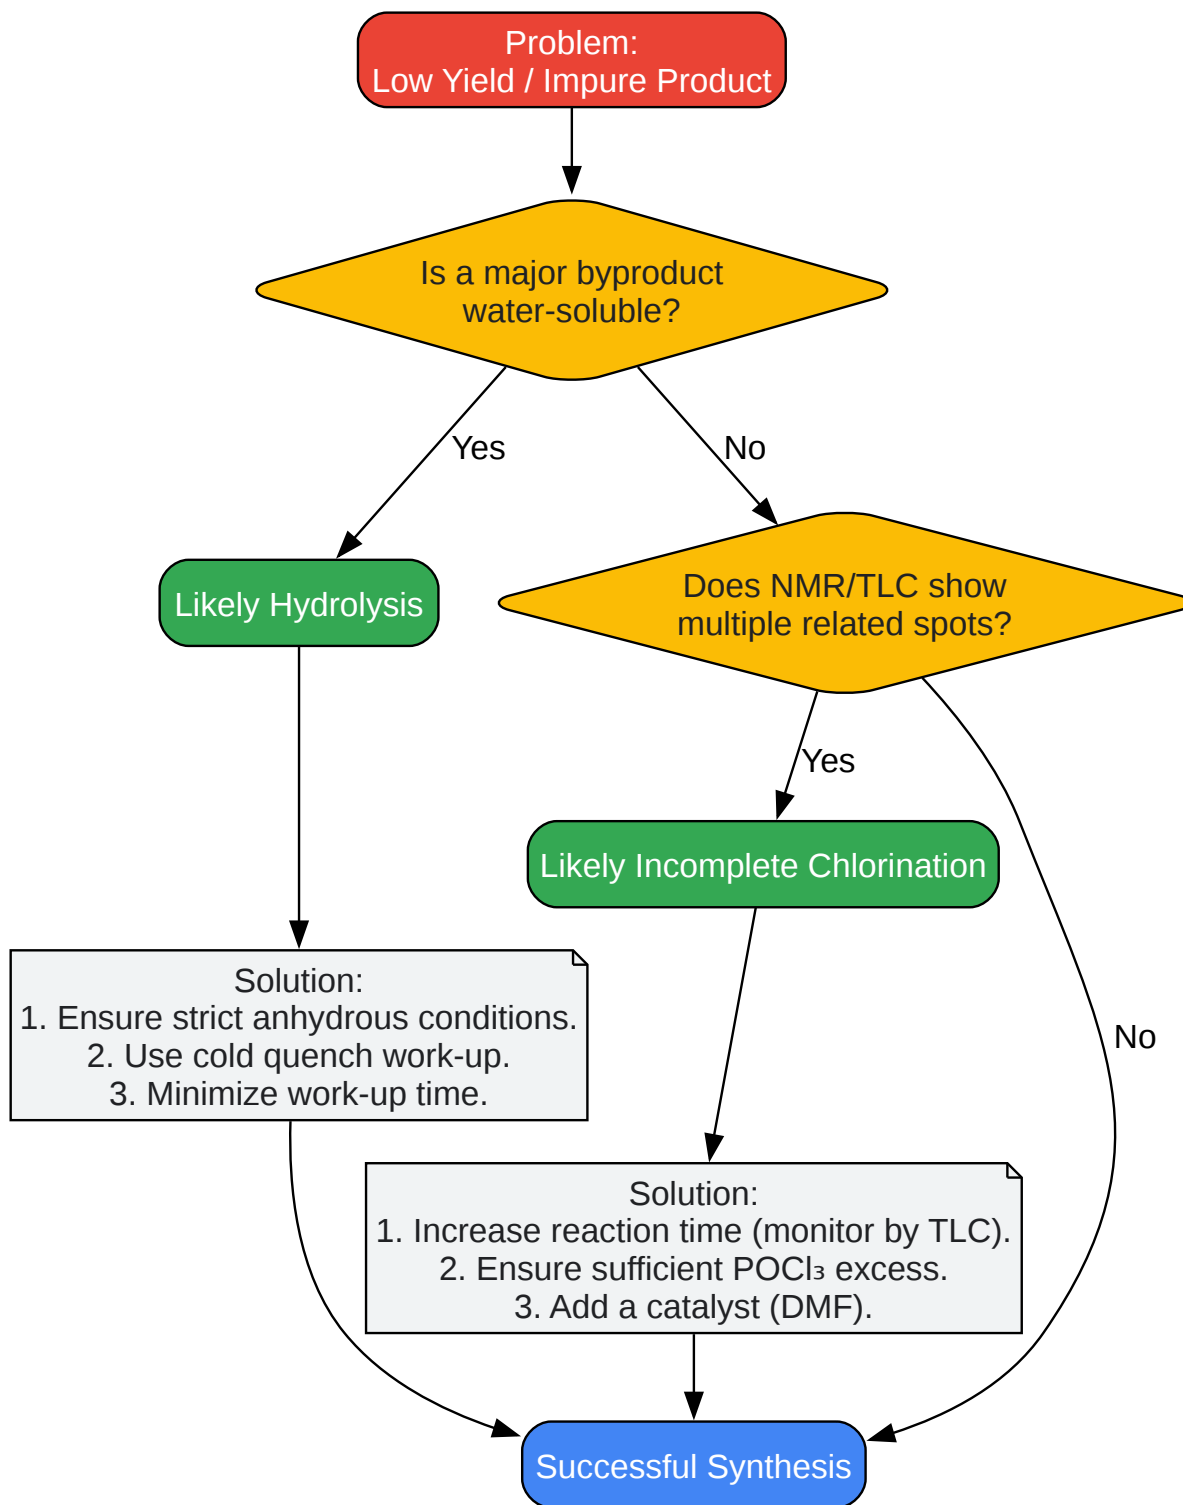 Problem:
Low Yield / Impure Product
Is a major byproduct
water-soluble?
Yes
No
Likely Hydrolysis
Does NMR/TLC show
multiple related spots?
Yes
Likely Incomplete Chlorination
Solution:
1. Ensure strict anhydrous conditions.
2. Use cold quench work-up.
3. Minimize work-up time.
No
Solution:
1. Increase reaction time (monitor by TLC).
2. Ensure sufficient POCl₃ excess.
3. Add a catalyst (DMF).
Successful Synthesis